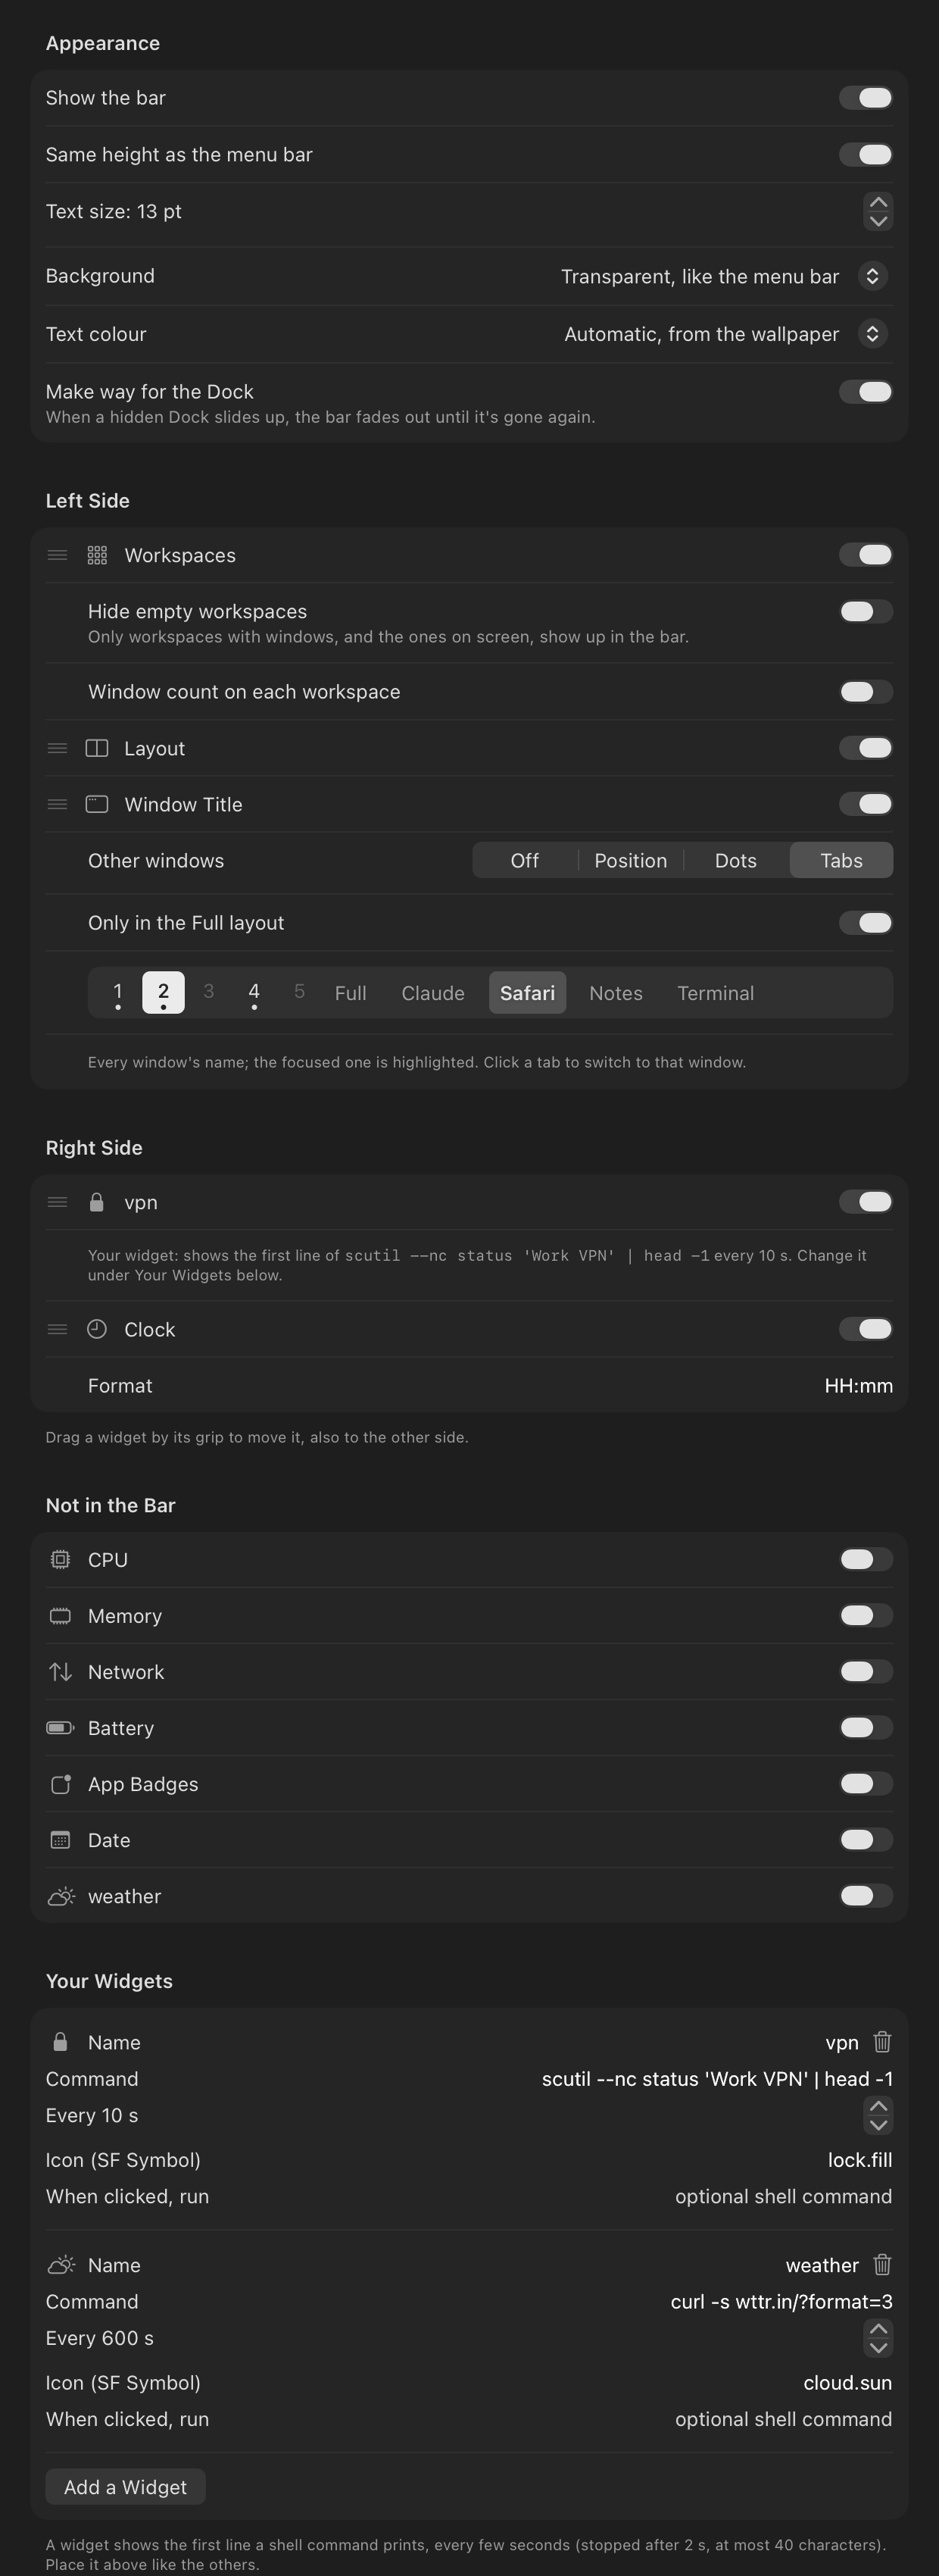 Appearance
Show the bar
Same height as the menu bar
Text size: 13 pt
Background Transparent, like the menu bar
Text colour Automatic, from the wallpaper
Make way for the Dock
When a hidden Dock slides up, the bar fades out until it's gone again.
Left Side
Workspaces
Hide empty workspaces
Only workspaces with windows, and the ones on screen, show up in the bar.
Window count on each workspace
Layout
Window Title
Other windows Off Position Dots Tabs
Only in the Full layout
1 2 3 4 5 Full Claude Safari Notes Terminal
Every window's name; the focused one is highlighted. Click a tab to switch to that window.
Right Side
vpn
Your widget: shows the first line of scutil --nc status 'Work VPN' | head -1 every 10 s. Change it
under Your Widgets below.
Clock
Format HH:mm
Drag a widget by its grip to move it, also to the other side.
Not in the Bar
CPU
Memory
Network
Battery
App Badges
Date
weather
Your Widgets
Name vpn
Command scutil --nc status 'Work VPN' | head -1
Every 10 s
Icon (SF Symbol) lock.fill
When clicked, run optional shell command
Name weather
Command curl -s wttr.in/?format=3
Every 600 s
Icon (SF Symbol) cloud.sun
When clicked, run optional shell command
Add a Widget
A widget shows the first line a shell command prints, every few seconds (stopped after 2 s, at most 40 characters).
Place it above like the others.